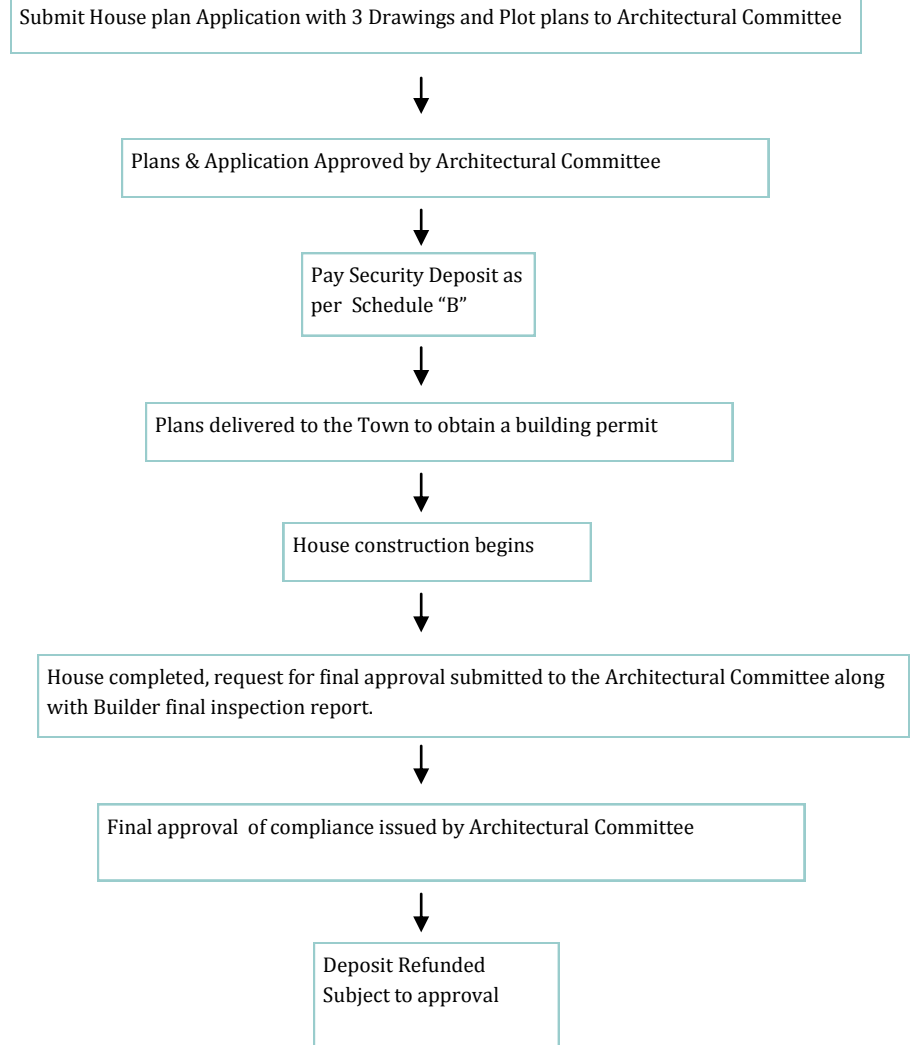 Submit House plan Application with 3 Drawings and Plot plans to Architectural Committee
Plans & Application Approved by Architectural Committee
Pay Security Deposit as
per Schedule “B”
Plans delivered to the Town to obtain a building permit
House construction begins
House completed, request for final approval submitted to the Architectural Committee along
with Builder final inspection report.
Final approval of compliance issued by Architectural Committee
Deposit Refunded
Subject to approval